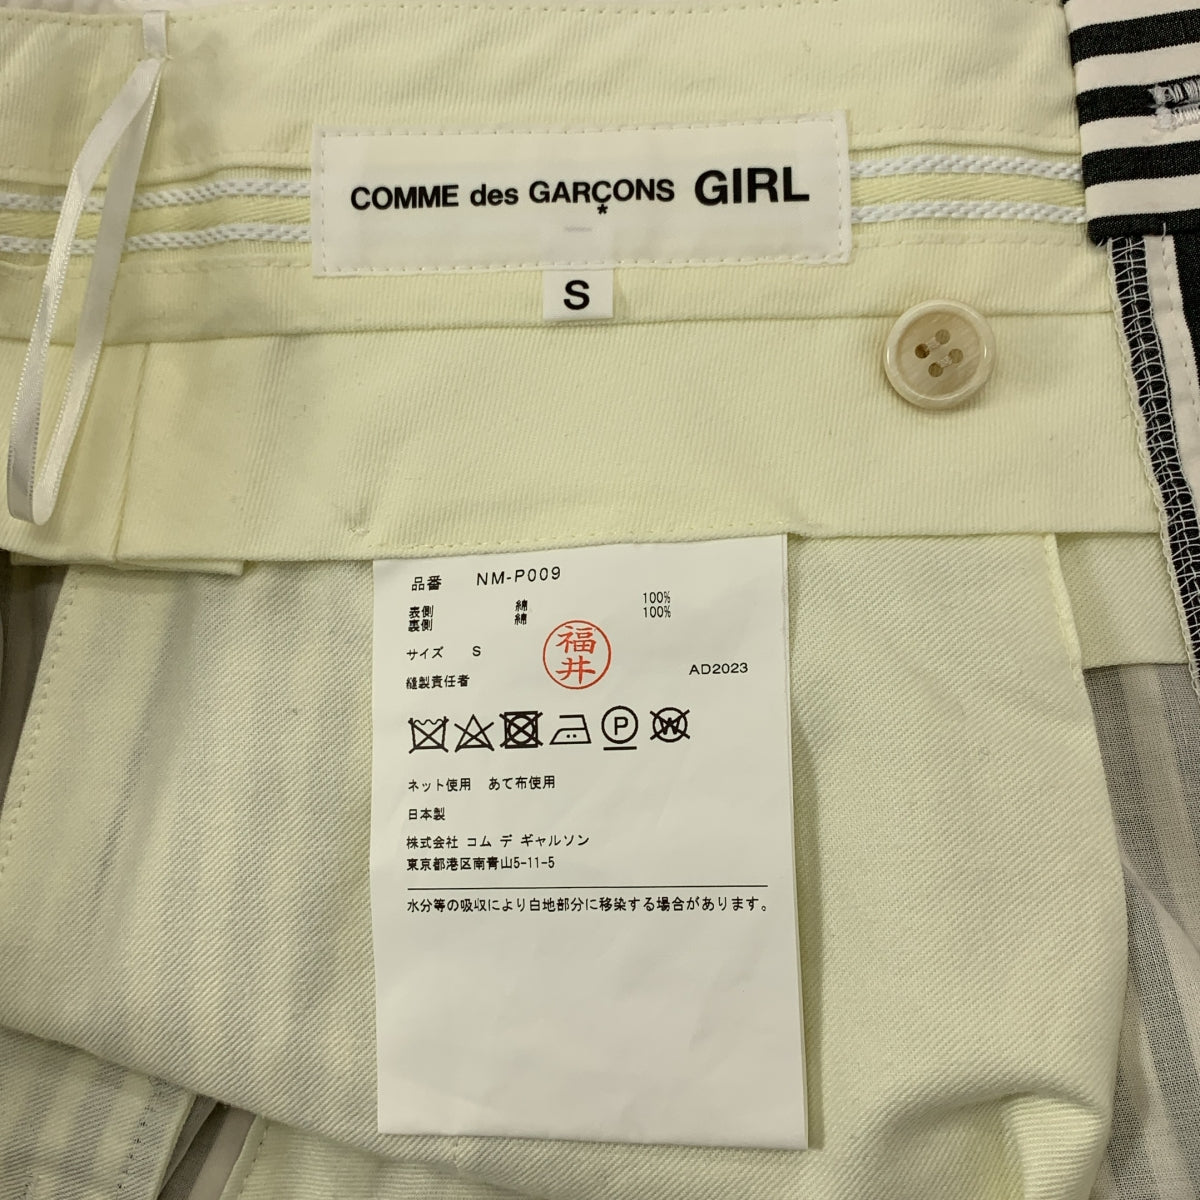 COMME des GARÇONS GIRL
*
S
品番 NM-P009
表側 綿 100%
裏側 綿 100%
サイズ S
縫製責任者 福井 AD2023
P W
ネット使用 あて布使用
日本製
株式会社 コム デ ギャルソン
東京都港区南青山5-11-5
水分等の吸収により白地部分に移染する場合があります。